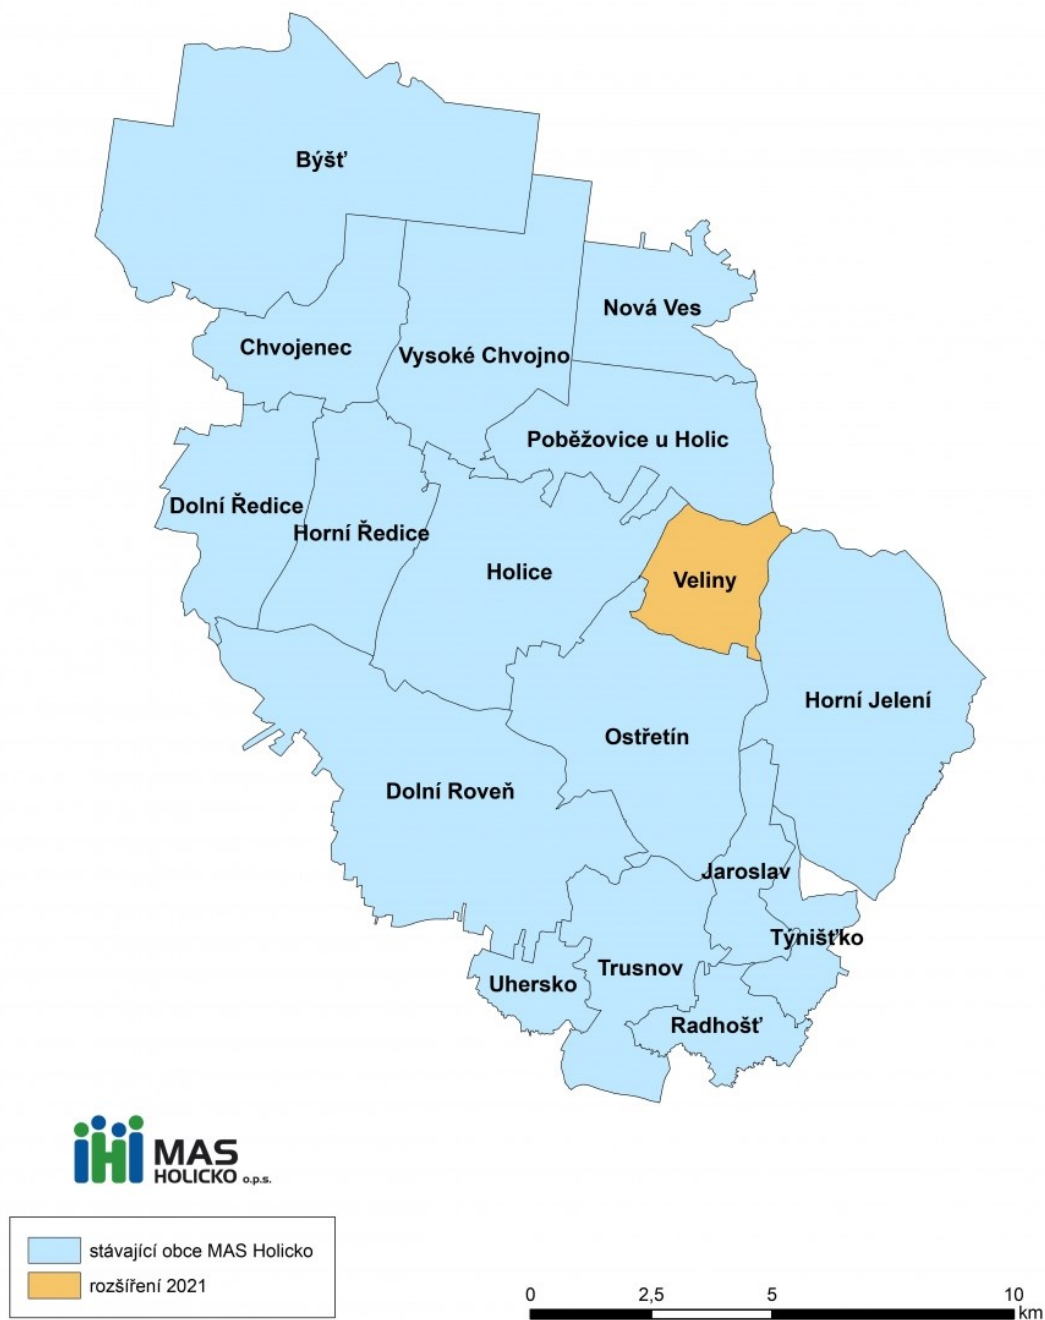 Býšť
Nová Ves
Chvojenec
Vysoké Chvojno
Poběžovice u Holic
Dolní Ředice
Horní Ředice
Holice
Veliny
Horní Jelení
Ostřetín
Dolní Roveň
Jaroslav
Týnišťko
Trusnov
Uhersko
Radhošť
MAS
HOLICKO o.p.s.
stávající obce MAS Holicko
rozšíření 2021
0 2,5 5 10
km